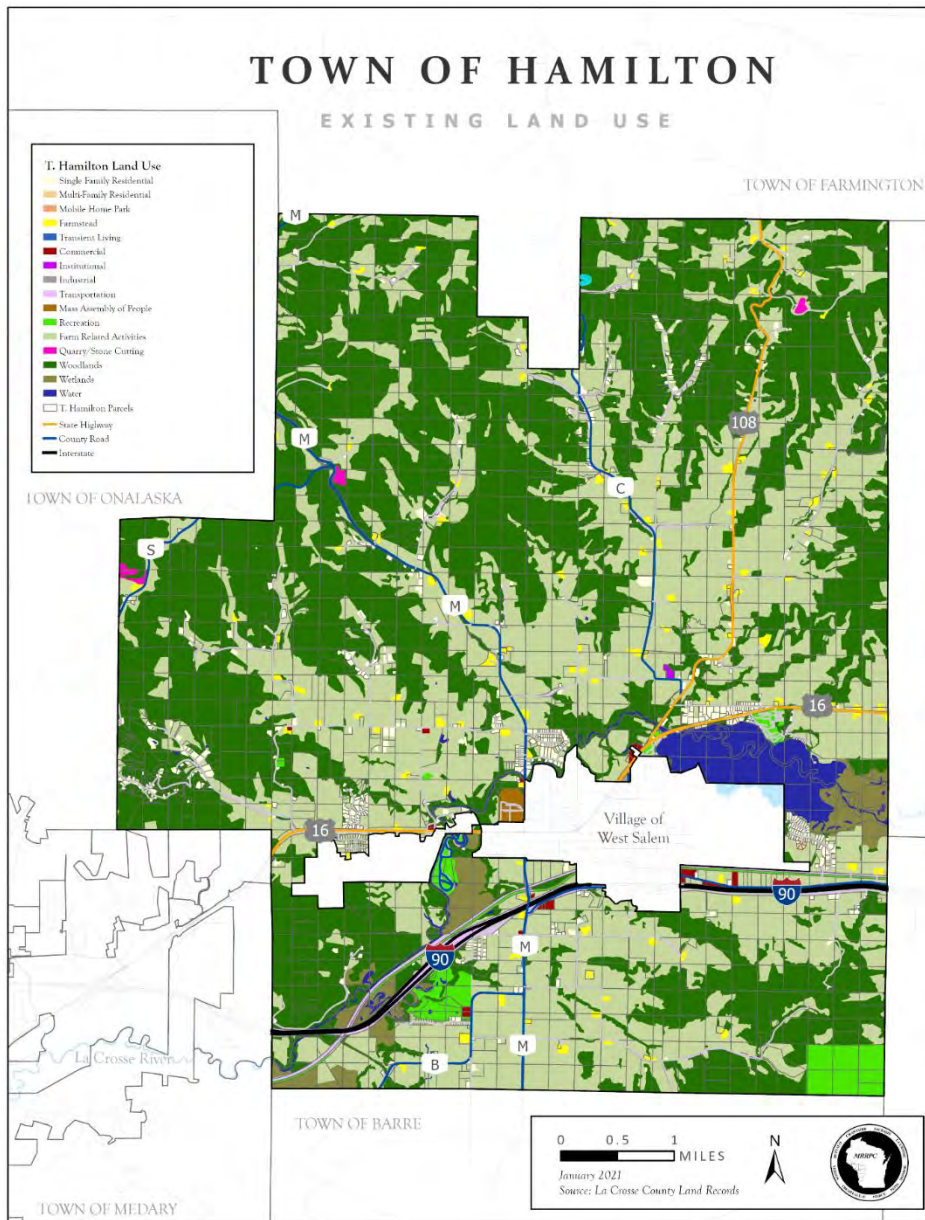 TOWN OF HAMILTON
EXISTING LAND USE
T. Hamilton Land Use
Single Family Residential
Multi-Family Residential
Mobile Home Park
Farmstead
Transient Living
Commercial
Institutional
Industrial
Transportation
Mass Assembly of People
Recreation
Farm Related Activities
Quarry/Stone Cutting
Woodlands
Wetlands
Water
T. Hamilton Parcels
State Highway
County Road
Interstate
TOWN OF FARMINGTON
M
108
M
C
TOWN OF ONALASKA
S
M
16
Village of
West Salem
16
90
M
90
M
La Crosse River
B
TOWN OF BARRE
0 0.5 1
MILES
N
January 2021
Source: La Crosse County Land Records
MRRPC
TOWN OF MEDARY